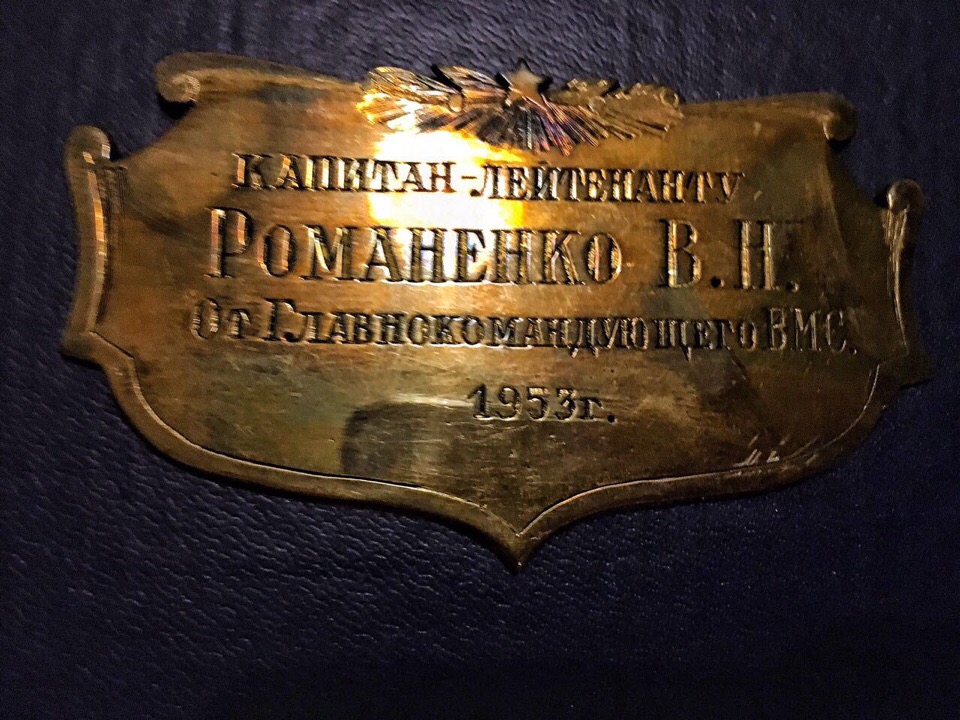 Капитан-лейтенанту
Романенко В.Н.
От Главнокомандующего ВМС.
1953г.